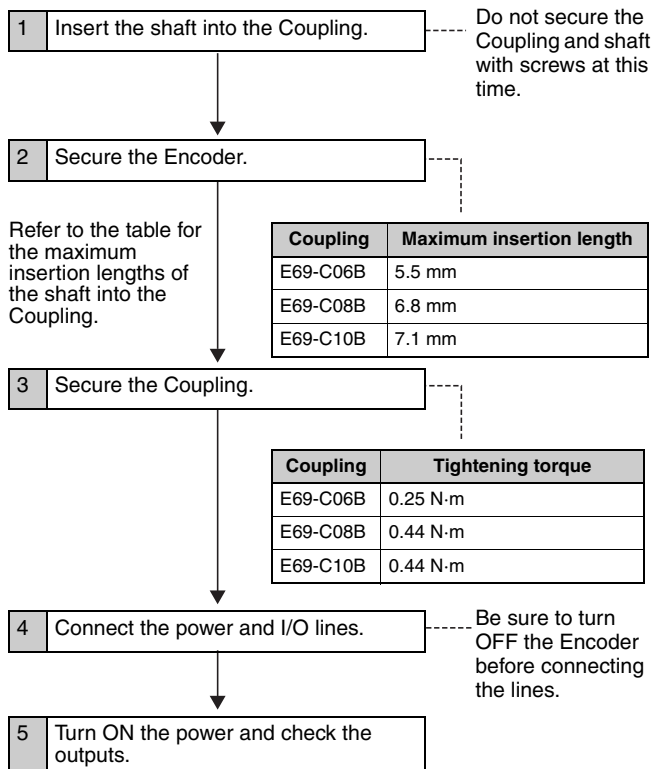 1 Insert the shaft into the Coupling.
Do not secure the
Coupling and shaft
with screws at this
time.
2 Secure the Encoder.
Refer to the table for
the maximum
insertion lengths of
the shaft into the
Coupling.
Coupling Maximum insertion length
E69-C06B 5.5 mm
E69-C08B 6.8 mm
E69-C10B 7.1 mm
3 Secure the Coupling.
Coupling Tightening torque
E69-C06B 0.25 N·m
E69-C08B 0.44 N·m
E69-C10B 0.44 N·m
4 Connect the power and I/O lines.
Be sure to turn
OFF the Encoder
before connecting
the lines.
5 Turn ON the power and check the
outputs.